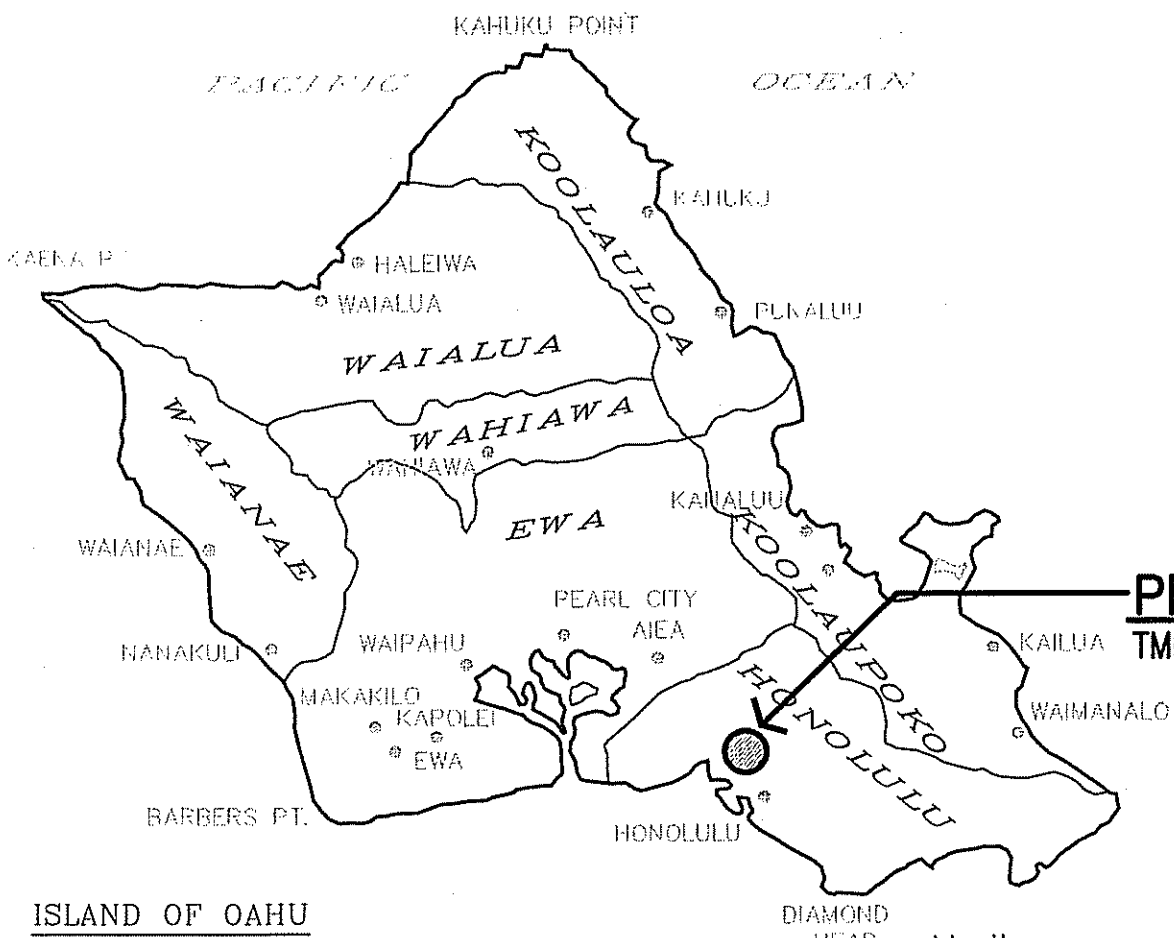 KAHUKU POINT
PACIFIC OCEAN
KOOLAULOA
KAHUKU
KAENA P
HALEIWA
WAIALUA
PUNALUU
WAIALUA
WAIANAE
WAHIAWA
WAHIAWA
EWA
KAHALUU
KOOLAUPOKO
WAIANAE
PEARL CITY
AIEA
PI
TM
NANAKULI
WAIPAHU
KAILUA
MAKAKILO
KAPOLEI
EWA
HONOLULU
WAIMANALO
BARBERS PT.
HONOLULU
ISLAND OF OAHU
DIAMOND
HEAD